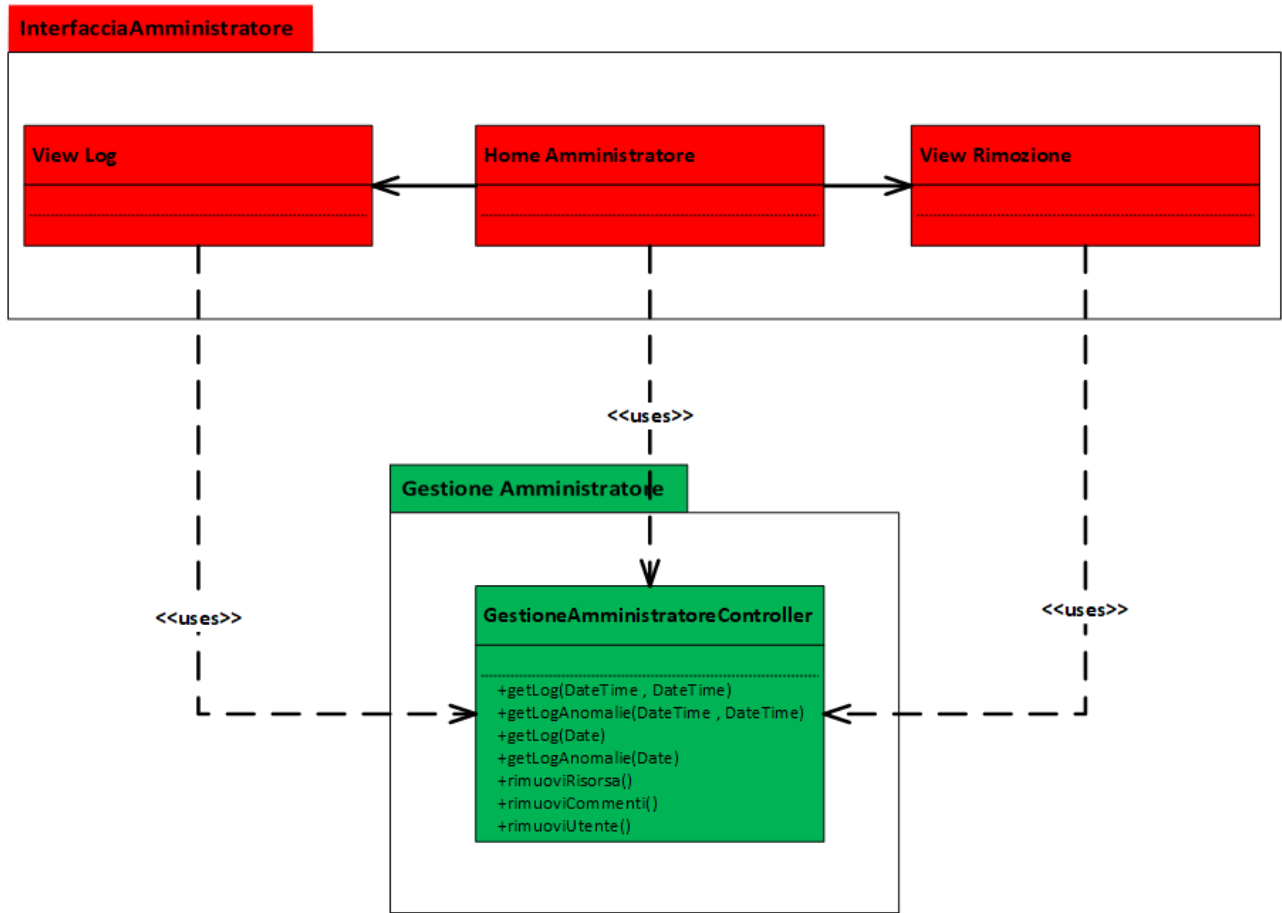 InterfacciaAmministratore
View Log
Home Amministratore
View Rimozione
<<uses>>
Gestione Amministratore
<<uses>>
<<uses>>
GestioneAmministratoreController
+getLog(DateTime , DateTime)
+getLogAnomalie(DateTime , DateTime)
+getLog(Date)
+getLogAnomalie(Date)
+rimuoviRisorsa()
+rimuoviCommenti()
+rimuoviUtente()